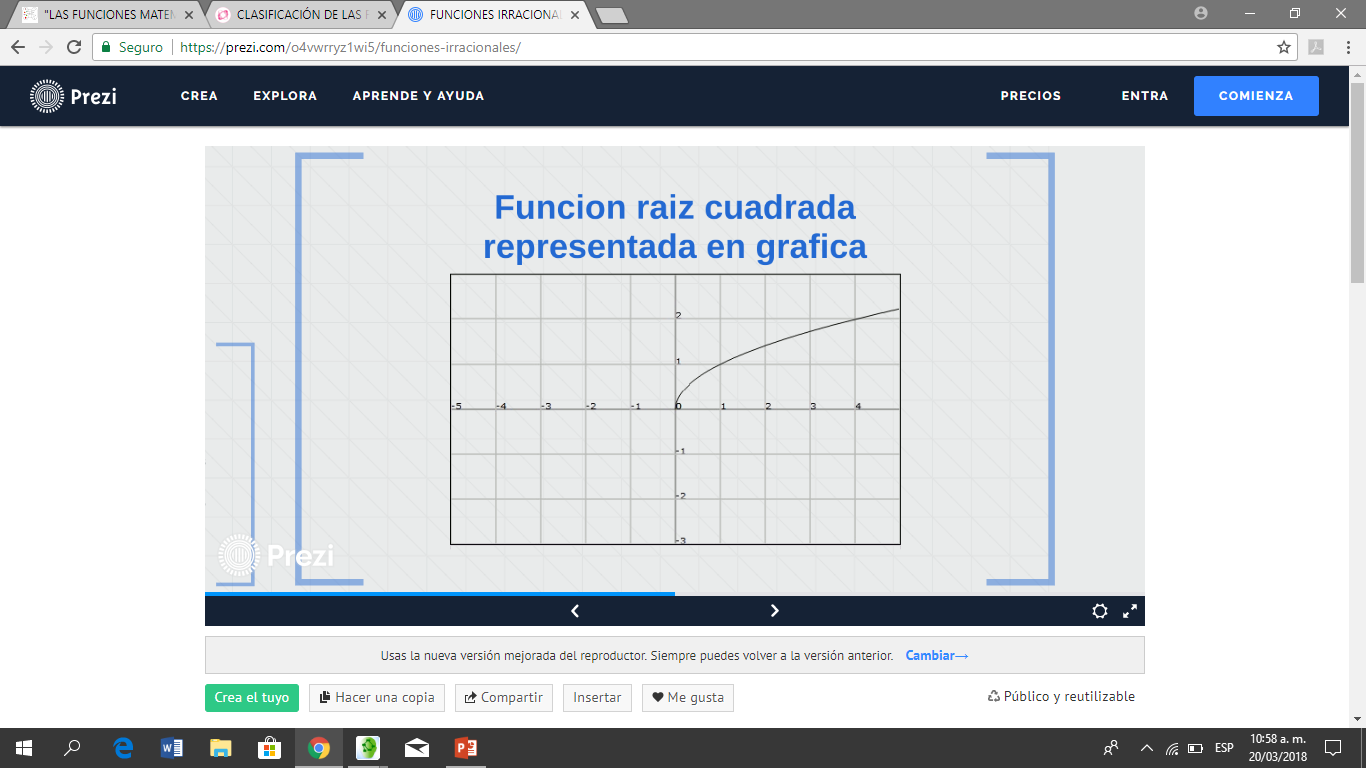 "LAS FUNCIONES MATEM
CLASIFICACIÓN DE LAS F
FUNCIONES IRRACIONAL
Seguro
https://prezi.com/o4vwrryz1wi5/funciones-irracionales/
Prezi
CREA
EXPLORA
APRENDE Y AYUDA
PRECIOS
ENTRA
COMIENZA
Funcion raiz cuadrada
representada en grafica
2
1
-5 -4 -3 -2 -1 0 1 2 3 4
-1
-2
-3
Prezi
Usas la nueva versión mejorada del reproductor. Siempre puedes volver a la versión anterior. Cambiar→
Crea el tuyo
Hacer una copia
Compartir
Insertar
Me gusta
Público y reutilizable
ESP
10:58 a. m.
20/03/2018